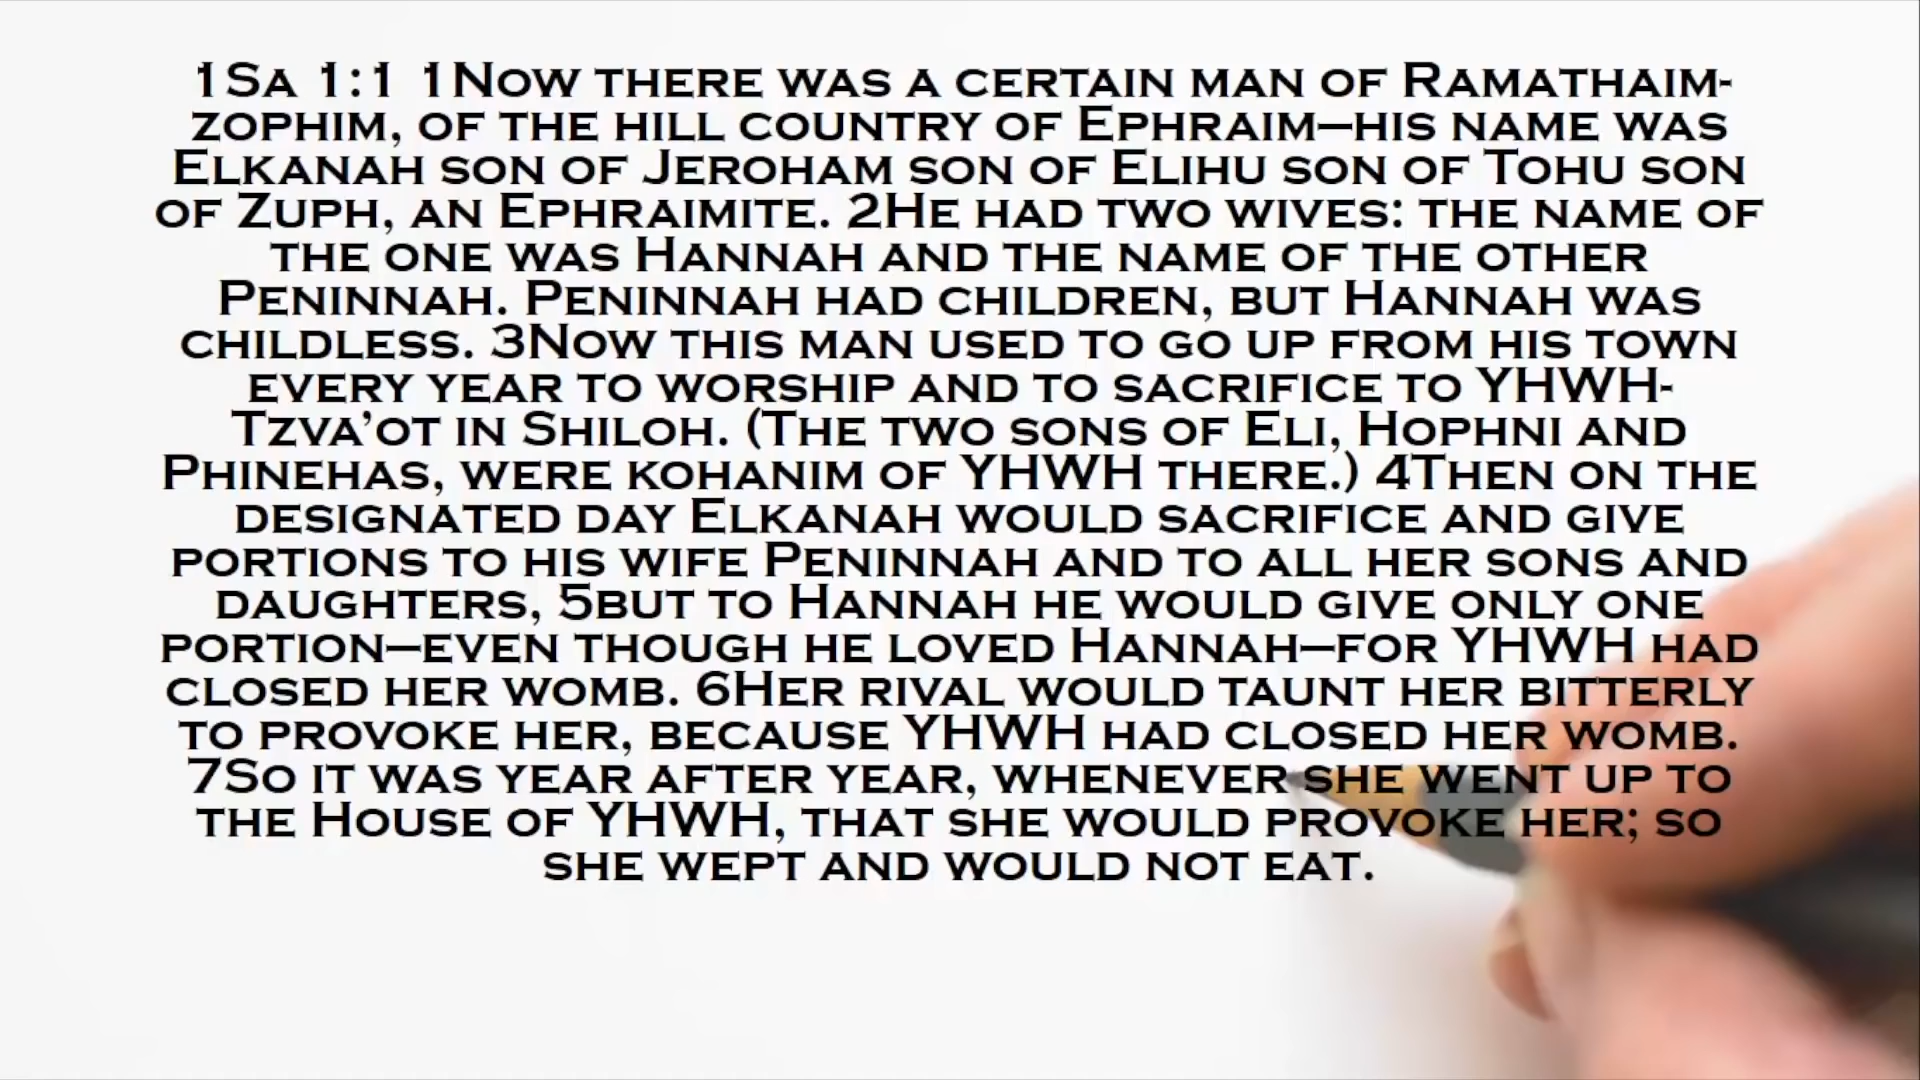 1Sa 1:1 1Now there was a certain man of Ramathaim-
zophim, of the hill country of Ephraim—his name was
Elkanah son of Jeroham son of Elihu son of Tohu son
of Zuph, an Ephraimite. 2He had two wives: the name of
the one was Hannah and the name of the other
Peninnah. Peninnah had children, but Hannah was
childless. 3Now this man used to go up from his town
every year to worship and to sacrifice to YHWH-
Tzva’ot in Shiloh. (The two sons of Eli, Hophni and
Phinehas, were kohanim of YHWH there.) 4Then on the
designated day Elkanah would sacrifice and give
portions to his wife Peninnah and to all her sons and
daughters, 5but to Hannah he would give only one
portion—even though he loved Hannah—for YHWH had
closed her womb. 6Her rival would taunt her bitterly
to provoke her, because YHWH had closed her womb.
7So it was year after year, whenever she went up to
the House of YHWH, that she would provoke her; so
she wept and would not eat.